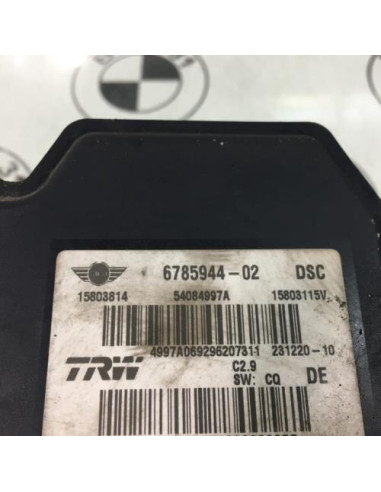 6785944-02 DSC
15803814 54084997A 15803115V
4997A069296207311 231220-10
TRW C2.9 DE
SW: CQ